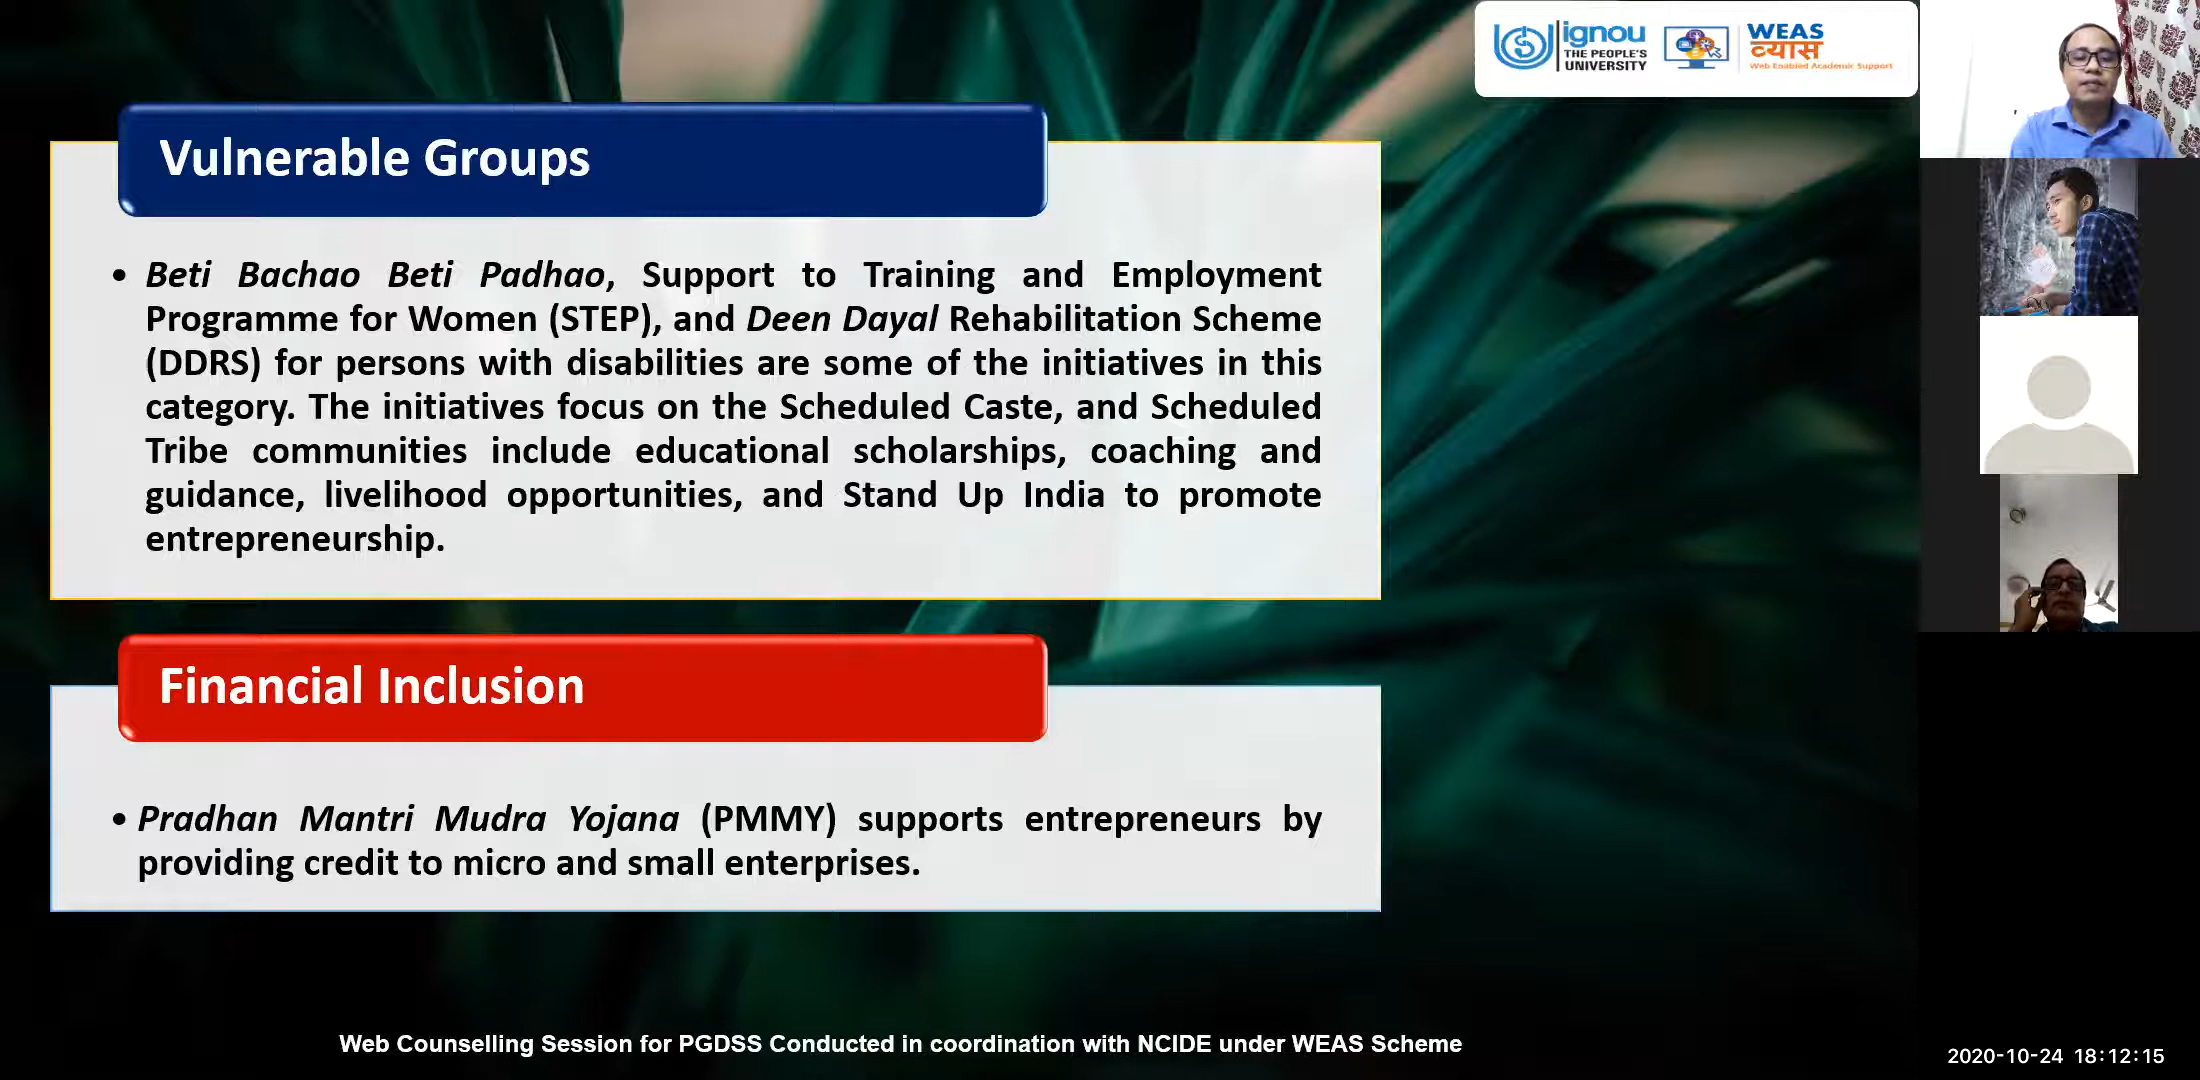 ignou
THE PEOPLE'S
UNIVERSITY
WEAS
व्यास
Web Enabled Academic Support
Vulnerable Groups
• Beti Bachao Beti Padhao, Support to Training and Employment
Programme for Women (STEP), and Deen Dayal Rehabilitation Scheme
(DDRS) for persons with disabilities are some of the initiatives in this
category. The initiatives focus on the Scheduled Caste, and Scheduled
Tribe communities include educational scholarships, coaching and
guidance, livelihood opportunities, and Stand Up India to promote
entrepreneurship.
Financial Inclusion
• Pradhan Mantri Mudra Yojana (PMMY) supports entrepreneurs by
providing credit to micro and small enterprises.
Web Counselling Session for PGDSS Conducted in coordination with NCIDE under WEAS Scheme
2020-10-24 18:12:15